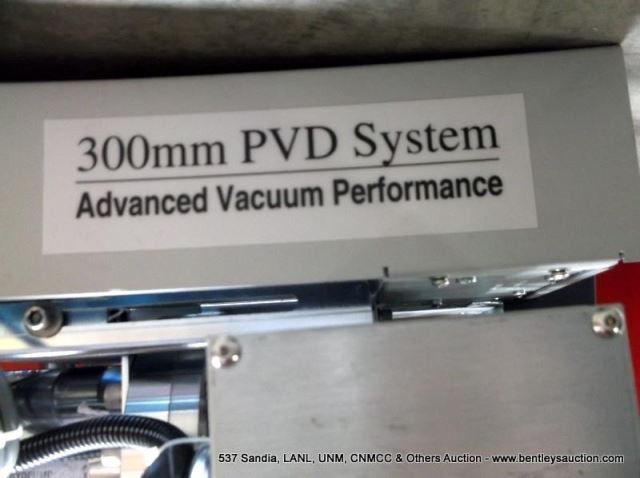 300mm PVD System
Advanced Vacuum Performance
537 Sandia, LANL, UNM, CNMCC & Others Auction - www.bentleysauction.com